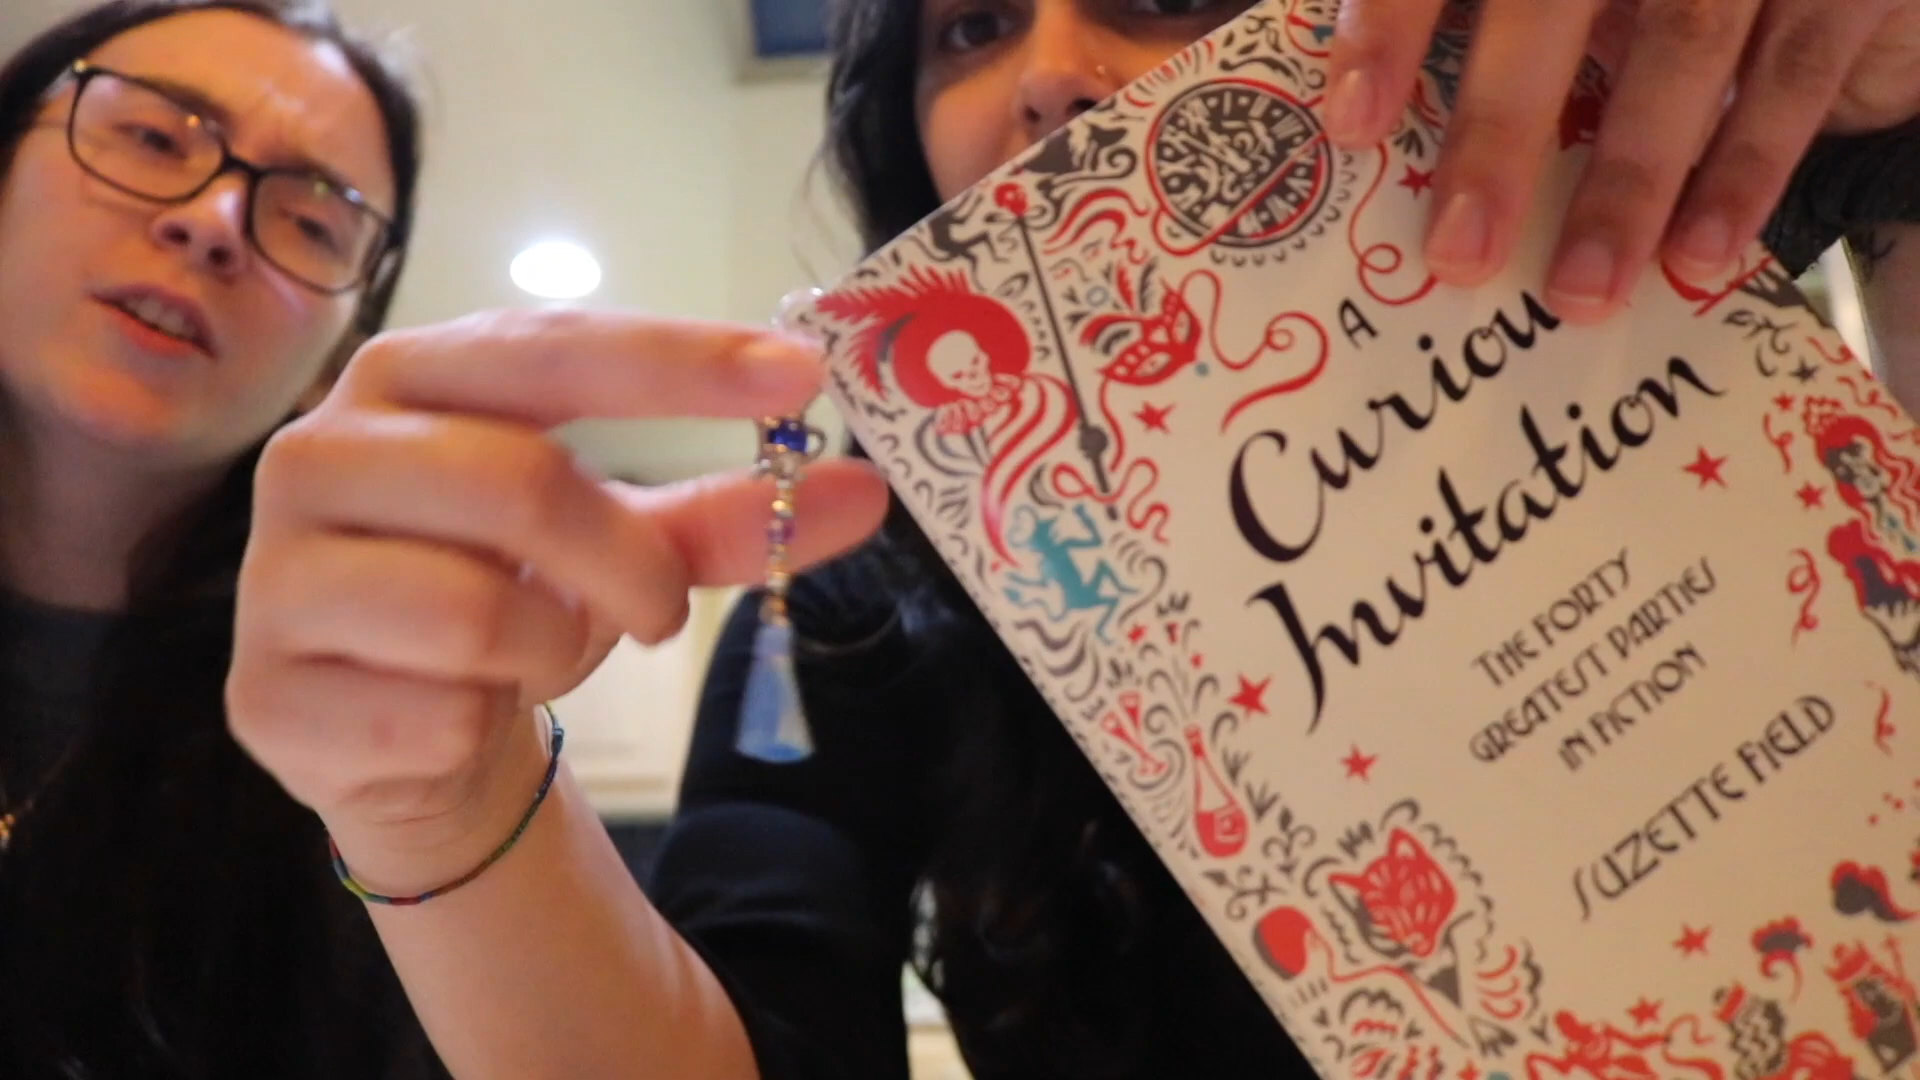 A
Curiou
Invitation
THE FORTY
GREATEST PARTIES
IN FICTION
SUZETTE FIELD